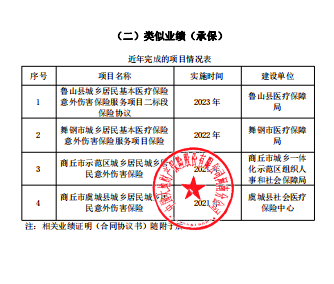 （二）类似业绩（承保）
近年完成的项目情况表
序号 项目名称 实施时间 建设单位
1 鲁山县城乡居民基本医疗保险意外伤害保险服务项目二标段保险协议 2023 年 鲁山县医疗保障局
2 舞钢市城乡居民基本医疗保险意外伤害保险服务项目保险 2022 年 舞钢市医疗保障局
3 商丘市示范区城乡居民城乡居民意外伤害保险 商丘市城乡一体化示范区组织人事和社会保障局
4 商丘市虞城县城乡居民城乡居民意外伤害保险 2021 年 虞城县社会医疗保险中心
注：相关业绩证明（合同协议书）随附于后